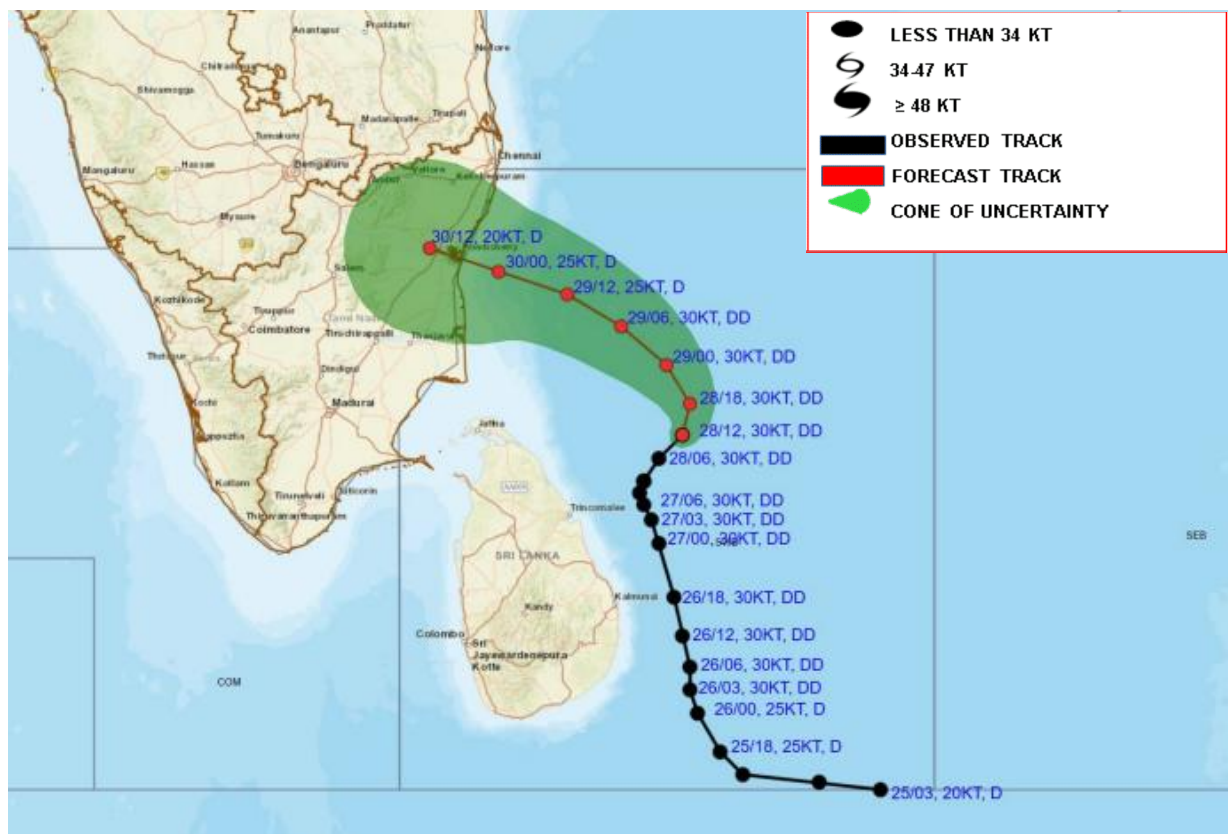 LESS THAN 34 KT
34-47 KT
≥ 48 KT
OBSERVED TRACK
FORECAST TRACK
CONE OF UNCERTAINTY
Anantapur
Proddatur
Nellore
Chitradurga
Shivamogga
Madanapalle
Tirupati
Tumakuru
Chennai
Hassan
Bengaluru
Mangaluru
Vellore
Mysuru
30/12, 20KT, D
30/00, 25KT, D
Salem
29/12, 25KT, D
Kozhikode
Tiruppur
Coimbatore
Tamil Nadu
29/06, 30KT, DD
Tiruchirappalli
Thrissur
29/00, 30KT, DD
Dindigul
Kochi
Madurai
28/18, 30KT, DD
Jaffna
28/12, 30KT, DD
28/06, 30KT, DD
Kollam
Tirunelveli
Trincomalee
27/06, 30KT, DD
Thiruvananthapuram
27/03, 30KT, DD
27/00, 30KT, DD
SEB
SRI LANKA
Kalmunai
26/18, 30KT, DD
Kandy
Colombo
Sri
Jayawardenepura
Kotte
26/12, 30KT, DD
26/06, 30KT, DD
COM
26/03, 30KT, DD
26/00, 25KT, D
25/18, 25KT, D
25/03, 20KT, D